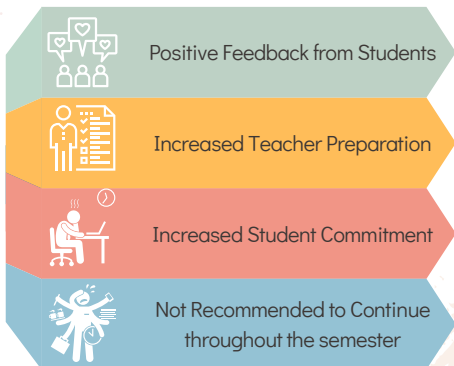 Positive Feedback from Students
Increased Teacher Preparation
Increased Student Commitment
Not Recommended to Continue
throughout the semester